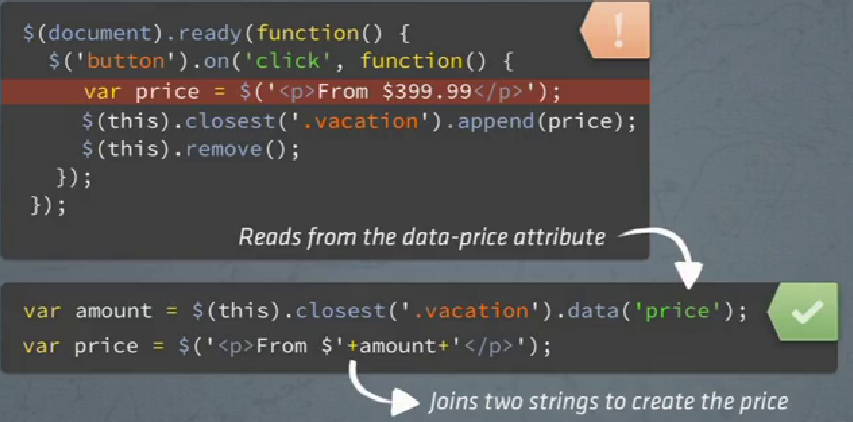 $(document).ready(function() {
$('button').on('click', function() {
var price = $('<p>From $399.99</p>');
$(this).closest('.vacation').append(price);
$(this).remove();
});
});
Reads from the data-price attribute
var amount = $(this).closest('.vacation').data('price');
var price = $('<p>From $'+amount+'</p>');
Joins two strings to create the price